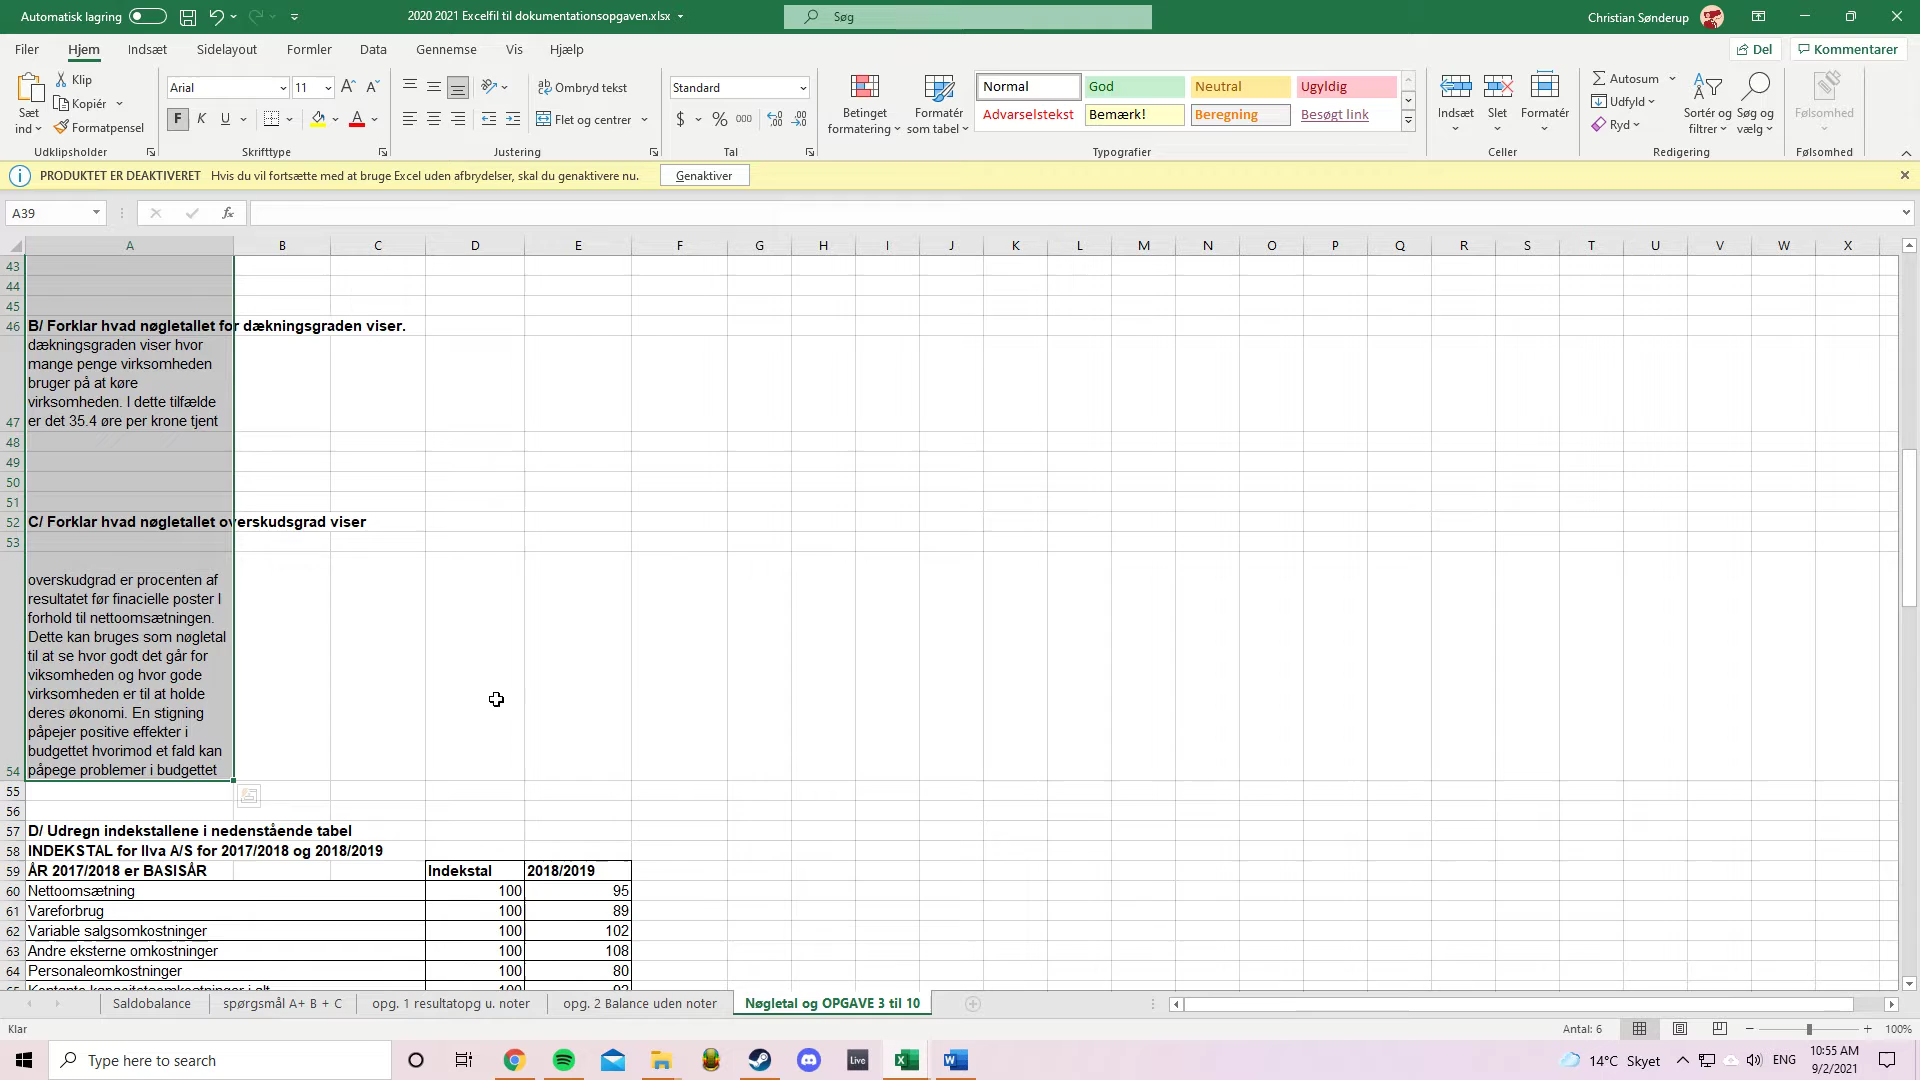 Automatisk lagring
2020 2021 Excelfil til dokumentationsopgaven.xlsx
Søg
Christian Sønderup
Filer Hjem Indsæt Sidelayout Formler Data Gennemse Vis Hjælp
Del Kommentarer
Sæt ind
Klip
Kopiér
Formatpensel
Udklipsholder
Arial 11
F K U
Skrifttype
Ombryd tekst
Flet og centrer
Justering
Standard
$ % 000
Tal
Betinget formatering
Formatér som tabel
Normal God Neutral Ugyldig
Advarselstekst Bemærk! Beregning Besøgt link
Typografier
Indsæt Slet Formatér
Celler
Autosum
Udfyld
Ryd
Sortér og filtrer
Søg og vælg
Redigering
Følsomhed
Følsomhed
PRODUKTET ER DEAKTIVERET Hvis du vil fortsætte med at bruge Excel uden afbrydelser, skal du genaktivere nu. Genaktiver
A39 fx
A B C D E F G H I J K L M N O P Q R S T U V W X
43
44
45
46 B/ Forklar hvad nøgletallet for dækningsgraden viser.
dækningsgraden viser hvor
mange penge virksomheden
bruger på at køre
virksomheden. I dette tilfælde
47 er det 35.4 øre per krone tjent
48
49
50
51
52 C/ Forklar hvad nøgletallet overskudsgrad viser
53
overskudgrad er procenten af
resultatet før finacielle poster I
forhold til nettoomsætningen.
Dette kan bruges som nøgletal
til at se hvor godt det går for
viksomheden og hvor gode
virksomheden er til at holde
deres økonomi. En stigning
påpejer positive effekter i
budgettet hvorimod et fald kan
54 påpege problemer i budgettet
55
56
57 D/ Udregn indekstallene i nedenstående tabel
58 INDEKSTAL for Ilva A/S for 2017/2018 og 2018/2019
59 ÅR 2017/2018 er BASISÅR Indekstal 2018/2019
60 Nettoomsætning 100 95
61 Vareforbrug 100 89
62 Variable salgsomkostninger 100 102
63 Andre eksterne omkostninger 100 108
64 Personaleomkostninger 100 80
Saldobalance spørgsmål A+ B + C opg. 1 resultatopg u. noter opg. 2 Balance uden noter Nøgletal og OPGAVE 3 til 10
Klar
Antal: 6
100%
Type here to search
Live
14°C Skyet
ENG
10:55 AM
9/2/2021